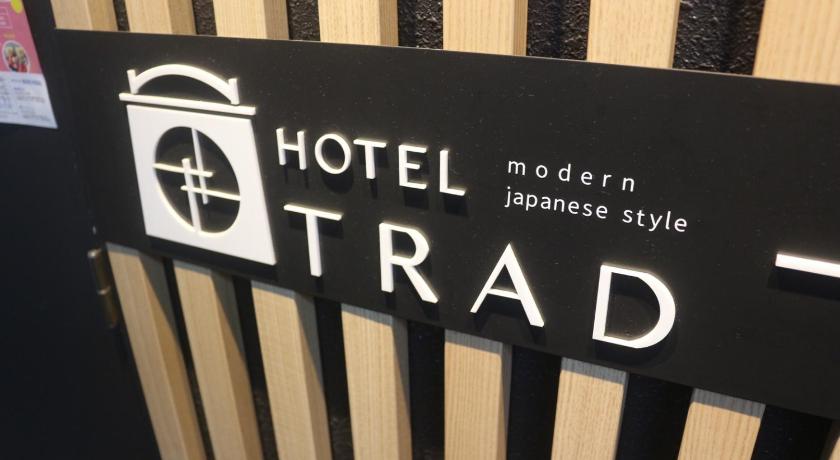 HOTEL
TRAD
modern
japanese style